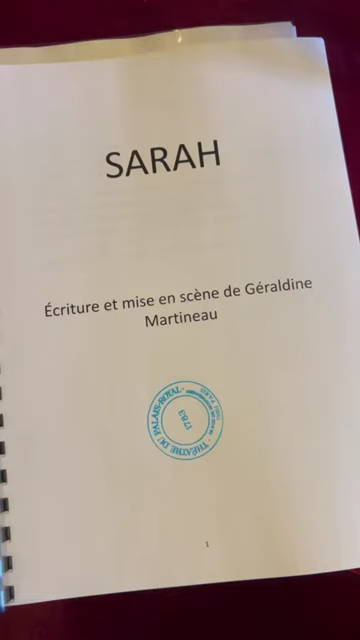 SARAH
Écriture et mise en scène de Géraldine
Martineau
THÉÂTRE DU PALAIS-ROYAL
1783
1